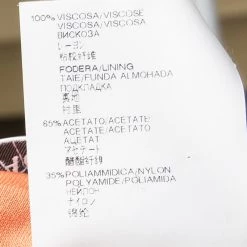 100% VISCOSA/VISCOSE
VISCOSA/VISCOSE
ВИСКОЗА
レーヨン
粘胶纤维
FODERA/LINING
TAIE/FUNDA ALMOHADA
ПОДКЛАДКА
裏地
衬里
65% ACETATO/ACETATE
ACETATE/ACETATO
АЦЕТАТ
アセテート
醋酯纤维
35% POLIAMMIDICA/NYLON
POLYAMIDE/POLIAMIDA
НЕЙЛОН
ナイロン
锦纶